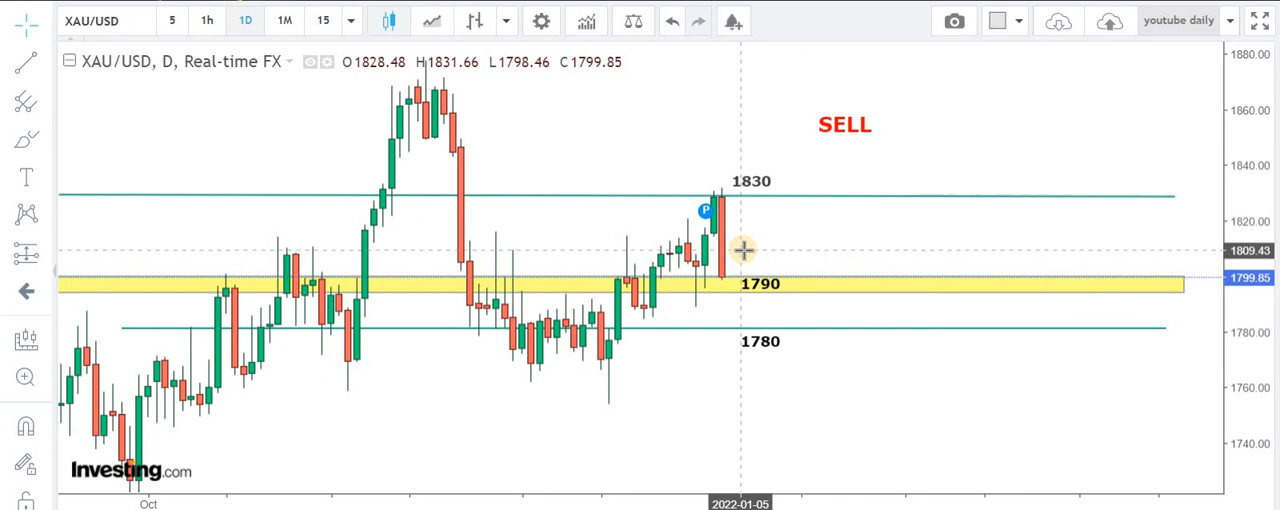 XAU/USD 5 1h 1D 1M 15 youtube daily
XAU/USD, D, Real-time FX O1828.48 H1831.66 L1798.46 C1799.85
1880.00
1860.00
SELL
1840.00
1830
1820.00
P
1809.43
1799.85
1790
1780.00
1780
1760.00
1740.00
Investing.com
Oct 2022-01-05